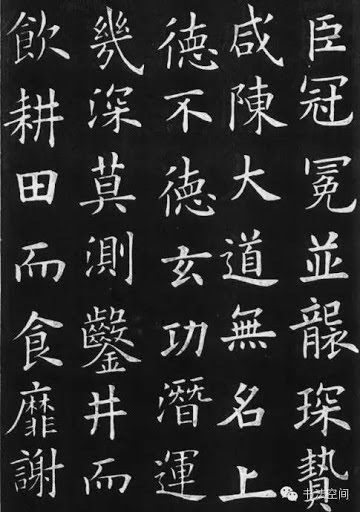 臣冠冕並襲琛贄
咸陳大道無名上
德不德玄功潛運
幾深莫測鑿井而
飲耕田而食靡謝
书法空间